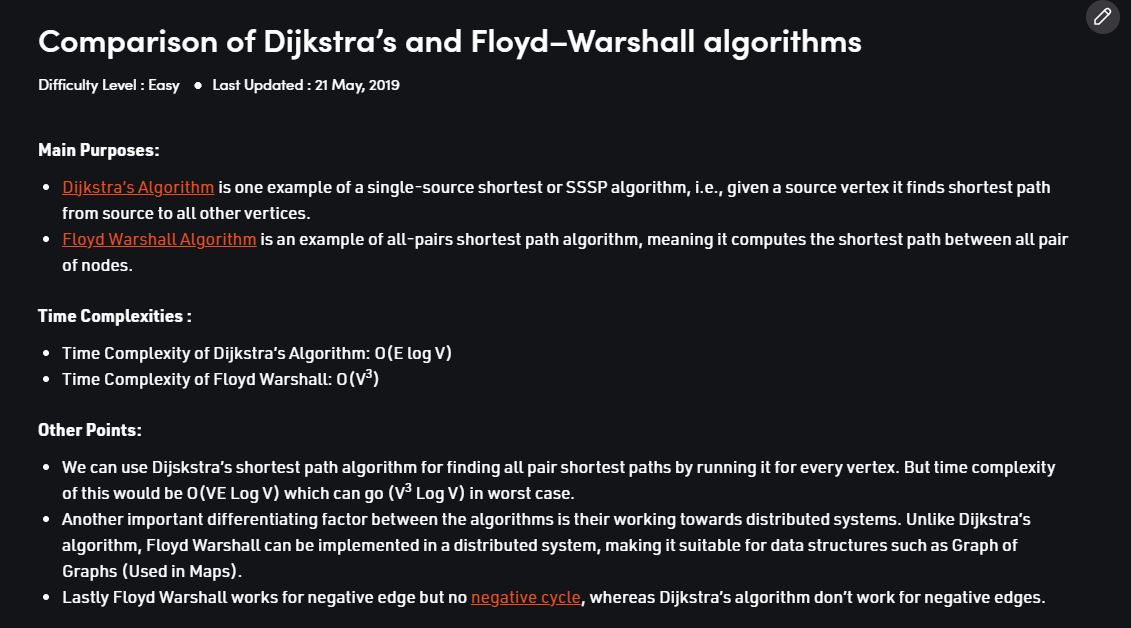 Comparison of Dijkstra’s and Floyd–Warshall algorithms
Difficulty Level : Easy ● Last Updated : 21 May, 2019
Main Purposes:
• Dijkstra’s Algorithm is one example of a single-source shortest or SSSP algorithm, i.e., given a source vertex it finds shortest path
from source to all other vertices.
• Floyd Warshall Algorithm is an example of all-pairs shortest path algorithm, meaning it computes the shortest path between all pair
of nodes.
Time Complexities :
• Time Complexity of Dijkstra’s Algorithm: O(E log V)
• Time Complexity of Floyd Warshall: O(V³)
Other Points:
• We can use Dijskstra’s shortest path algorithm for finding all pair shortest paths by running it for every vertex. But time complexity
of this would be O(VE Log V) which can go (V³ Log V) in worst case.
• Another important differentiating factor between the algorithms is their working towards distributed systems. Unlike Dijkstra’s
algorithm, Floyd Warshall can be implemented in a distributed system, making it suitable for data structures such as Graph of
Graphs (Used in Maps).
• Lastly Floyd Warshall works for negative edge but no negative cycle, whereas Dijkstra’s algorithm don’t work for negative edges.